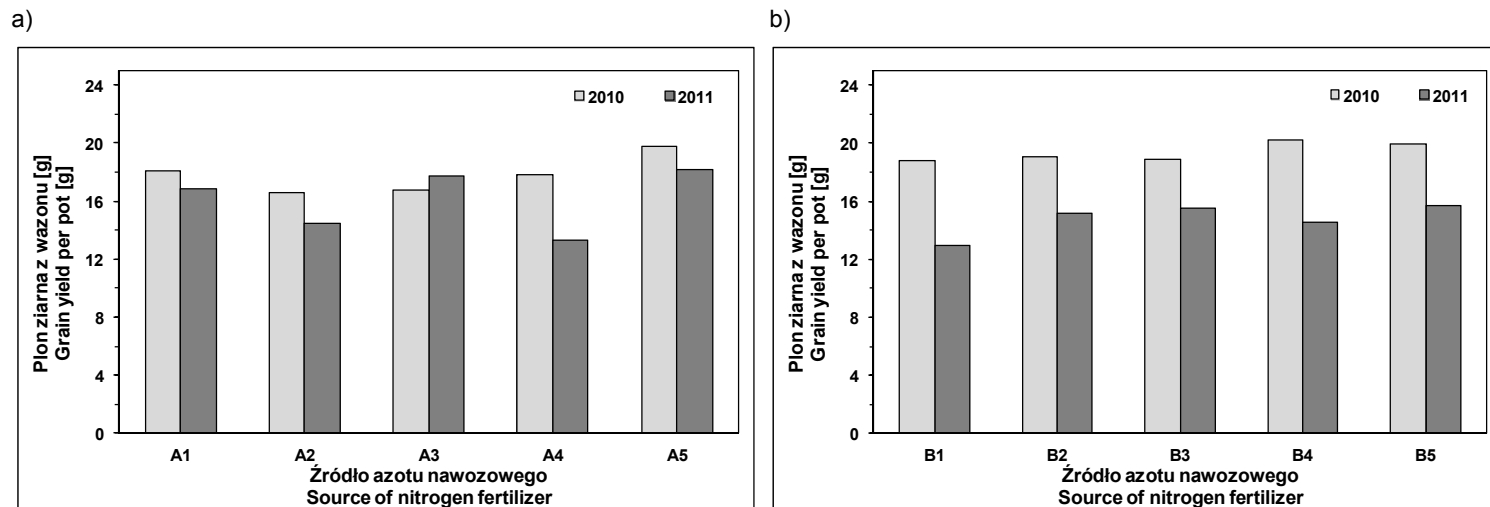 a)
Plon ziarna z wazonu [g]
Grain yield per pot [g]
24
20
16
12
8
4
0
2010
2011
A1 A2 A3 A4 A5
Źródło azotu nawozowego
Source of nitrogen fertilizer
b)
Plon ziarna z wazonu [g]
Grain yield per pot [g]
24
20
16
12
8
4
0
2010
2011
B1 B2 B3 B4 B5
Źródło azotu nawozowego
Source of nitrogen fertilizer